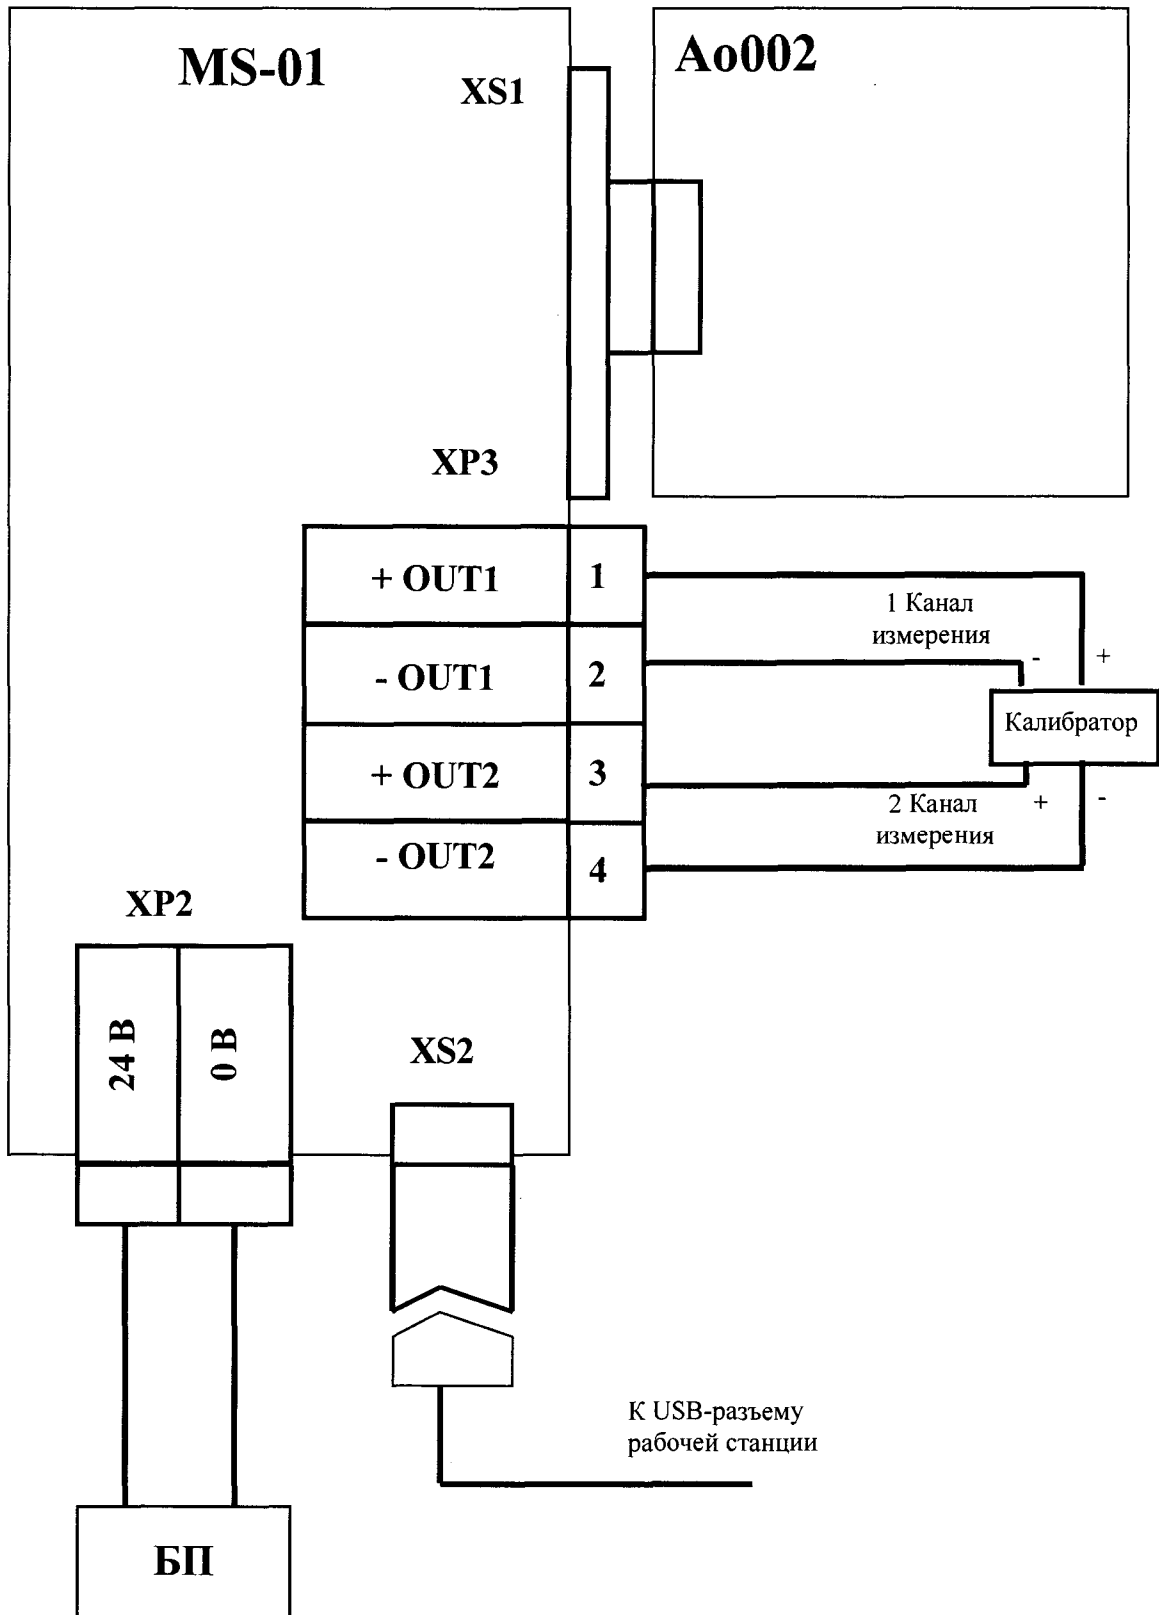 MS-01
Ao002
XS1
XP3
+ OUT1
1
- OUT1
2
+ OUT2
3
- OUT2
4
1 Канал
измерения
-
+
Калибратор
2 Канал
измерения
+
-
XP2
24 В
0 В
XS2
К USB-разъему
рабочей станции
БП